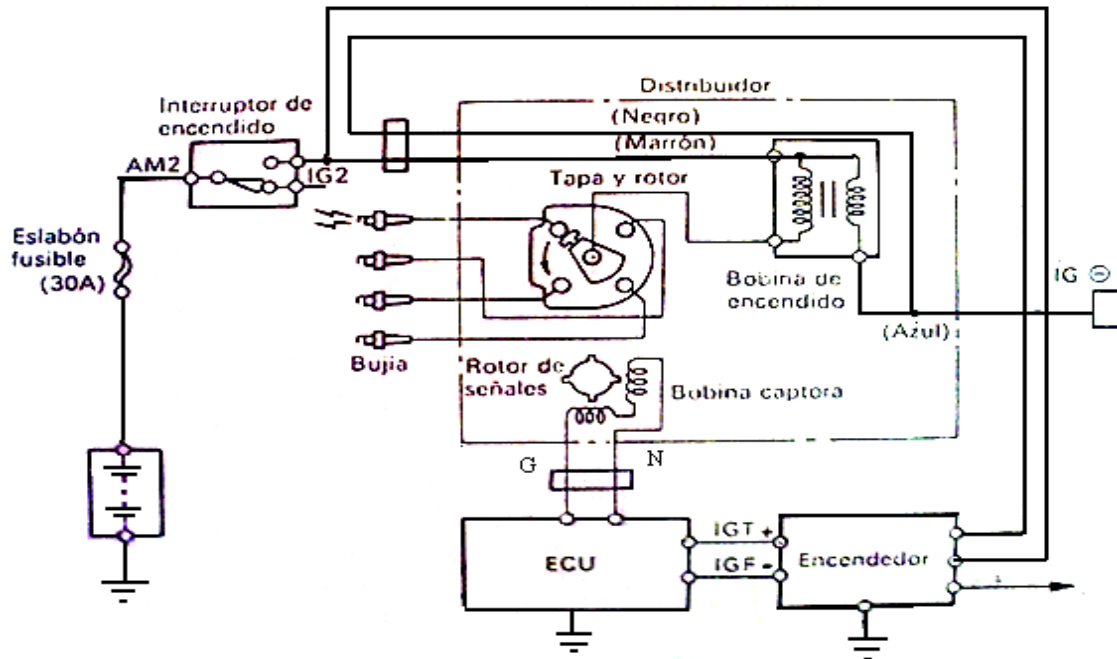 Distribuidor
Interruptor de
encendido
(Negro)
(Marrón)
AM2
IG2
Tapa y rotor
Eslabón
fusible
(30A)
Bobina de
encendido
IG ⊖
(Azul)
Bujia
Rotor de
señales
Bobina captora
G
N
ECU
IGT +
IGF -
Encendedor